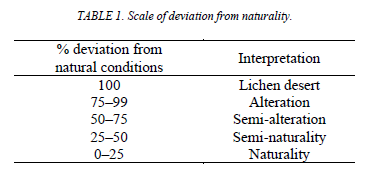 TABLE 1. Scale of deviation from naturality.
% deviation from natural conditions Interpretation
100 Lichen desert
75–99 Alteration
50–75 Semi-alteration
25–50 Semi-naturality
0–25 Naturality